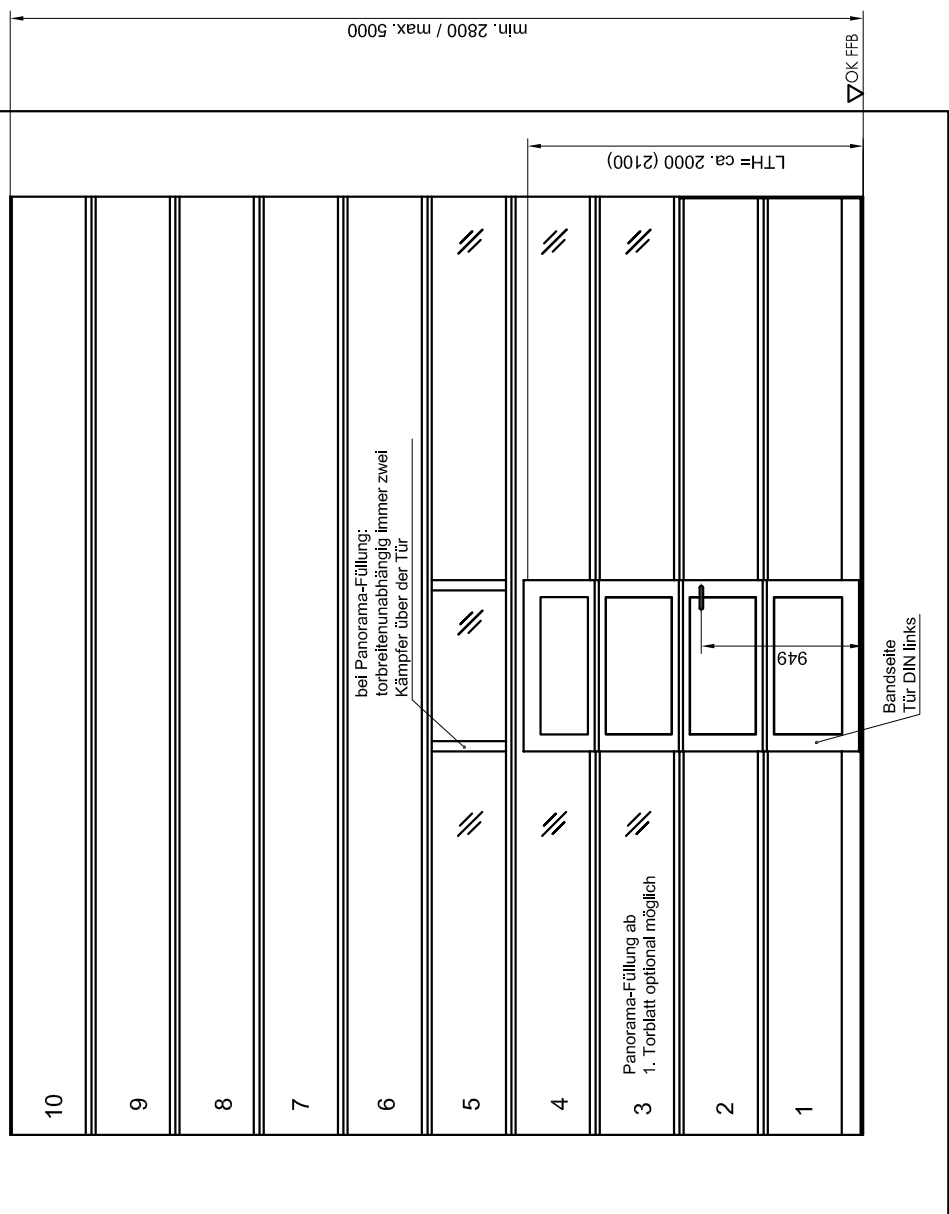 min. 2800 / max. 5000
OK FFB
LTH= ca. 2000 (2100)
bei Panorama-Füllung:
torbreitenunabhängig immer zwei
Kämpfer über der Tür
949
Bandseite
Tür DIN links
Panorama-Füllung ab
1. Torblatt optional möglich
10
9
8
7
6
5
4
3
2
1